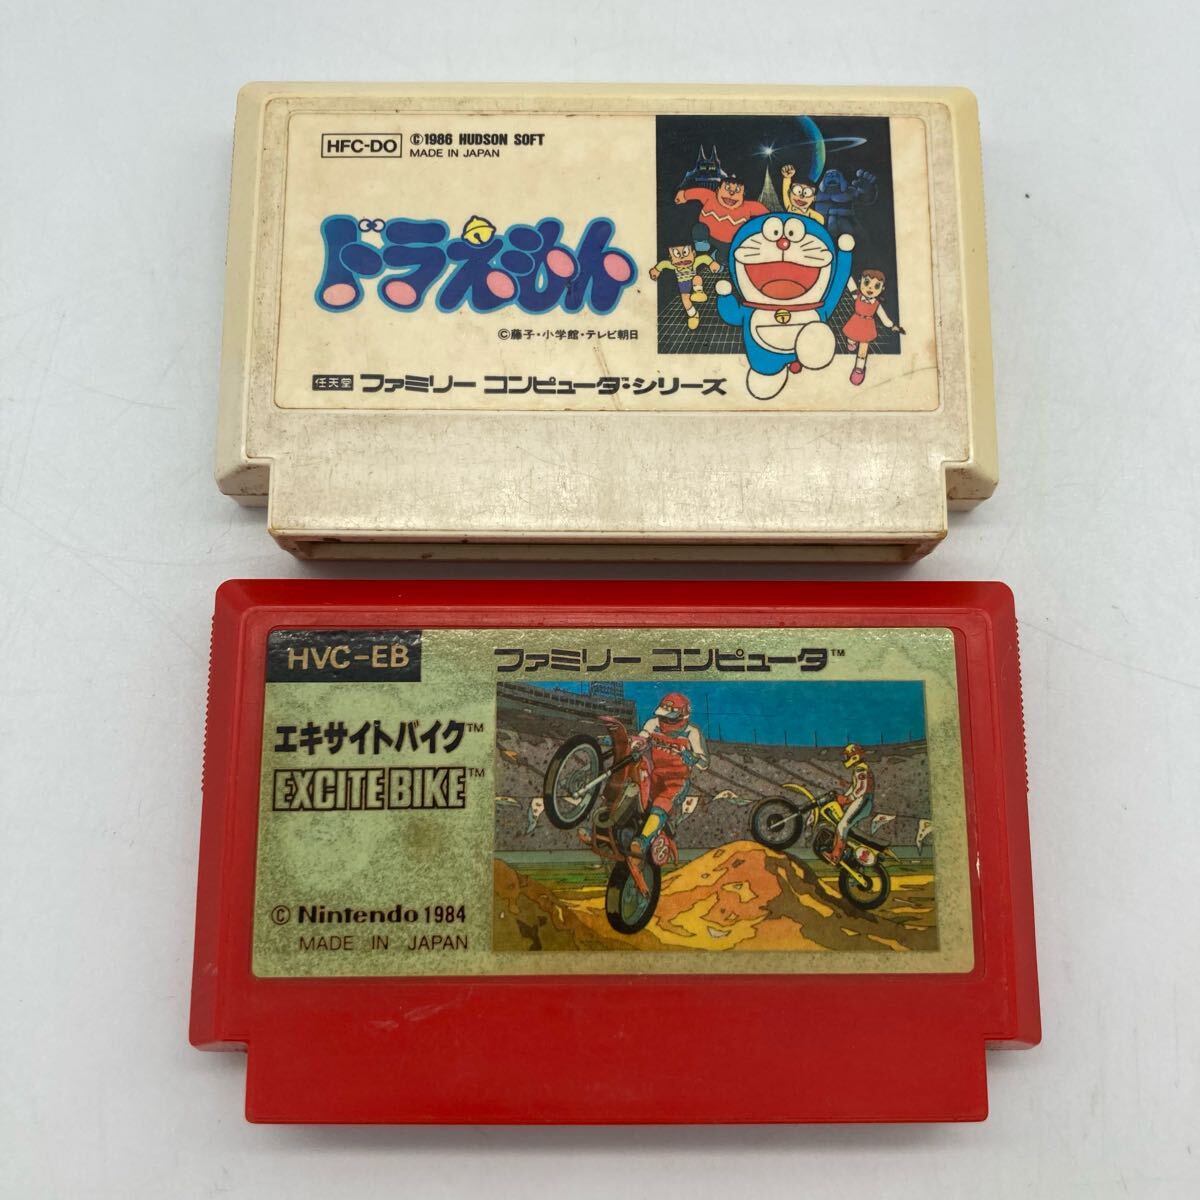 HFC-DO ©1986 HUDSON SOFT
MADE IN JAPAN
ドラえもん
©藤子・小学館・テレビ朝日
任天堂 ファミリー コンピュータ™シリーズ
HVC-EB
ファミリー コンピュータ™
エキサイトバイク™
EXCITEBIKE™
© Nintendo 1984
MADE IN JAPAN